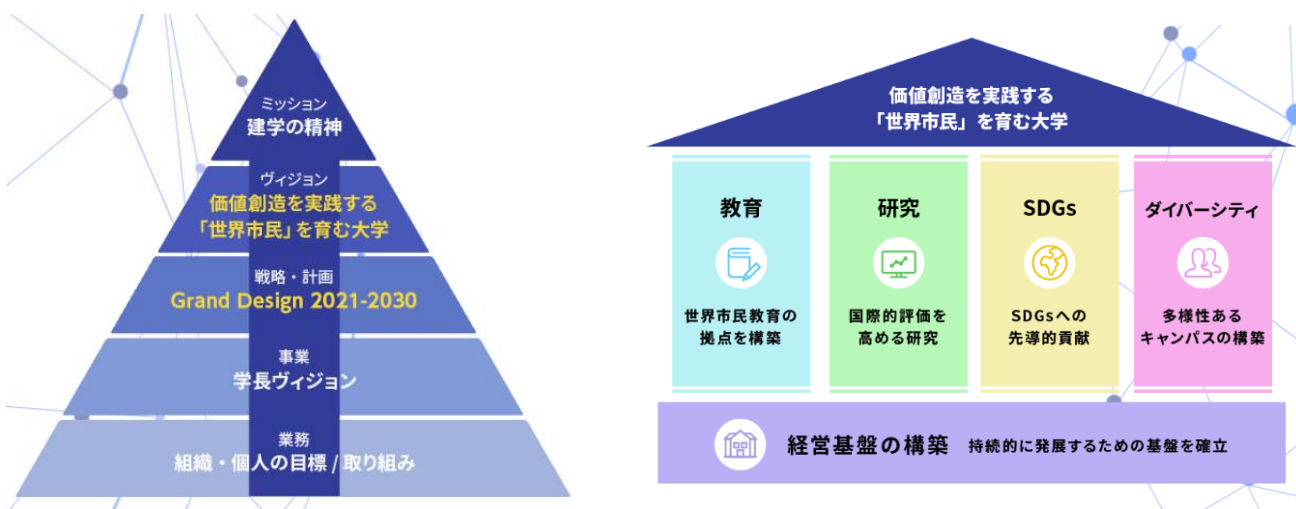 ミッション
建学の精神
ヴィジョン
価値創造を実践する
「世界市民」を育む大学
戦略・計画
Grand Design 2021-2030
事業
学長ヴィジョン
業務
組織・個人の目標 / 取り組み
価値創造を実践する
「世界市民」を育む大学
教育
世界市民教育の
拠点を構築
研究
国際的評価を
高める研究
SDGs
SDGsへの
先導的貢献
ダイバーシティ
多様性ある
キャンパスの構築
経営基盤の構築 持続的に発展するための基盤を確立